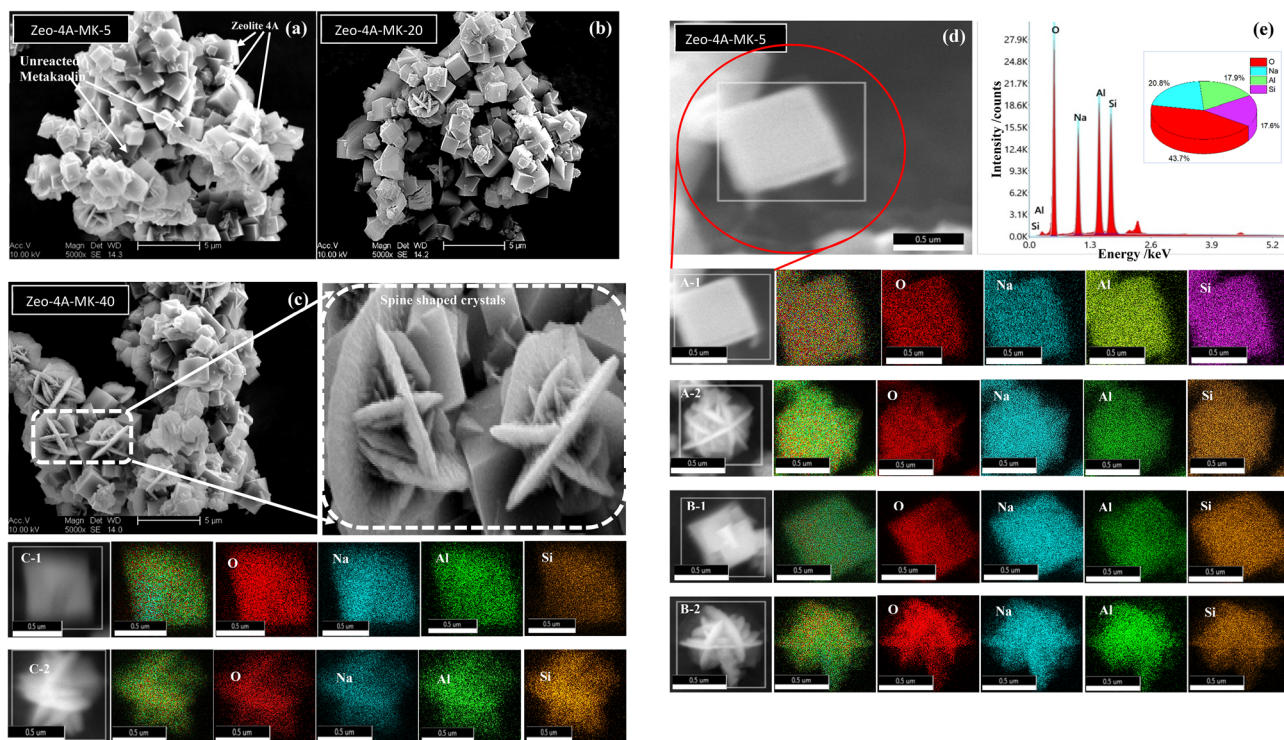 Zeo-4A-MK-5
(a)
Zeolite 4A
Unreacted
Metakaolin
Acc.V Magn Det WD
10.00 kV 5000x SE 14.3
5 µm
Zeo-4A-MK-20
(b)
Acc.V Magn Det WD
10.00 kV 5000x SE 14.2
5 µm
Zeo-4A-MK-40
(c)
Acc.V Magn Det WD
10.00 kV 5000x SE 14.0
5 µm
Spine shaped crystals
C-1
O
Na
Al
Si
0.5 um
0.5 um
0.5 um
0.5 um
0.5 um
0.5 um
C-2
O
Na
Al
Si
0.5 um
0.5 um
0.5 um
0.5 um
0.5 um
0.5 um
Zeo-4A-MK-5
(d)
0.5 um
(e)
Intensity /counts
27.9K
24.8K
21.7K
18.6K
15.5K
12.4K
9.3K
6.2K
3.1K
0.0K
O
Na
Al
Si
Al
Si
0.0
1.3
2.6
3.9
5.2
Energy /keV
O
Na
Al
Si
20.8%
17.9%
17.6%
43.7%
A-1
O
Na
Al
Si
0.5 um
0.5 um
0.5 um
0.5 um
0.5 um
0.5 um
A-2
O
Na
Al
Si
0.5 um
0.5 um
0.5 um
0.5 um
0.5 um
0.5 um
B-1
O
Na
Al
Si
0.5 um
0.5 um
0.5 um
0.5 um
0.5 um
0.5 um
B-2
O
Na
Al
Si
0.5 um
0.5 um
0.5 um
0.5 um
0.5 um
0.5 um